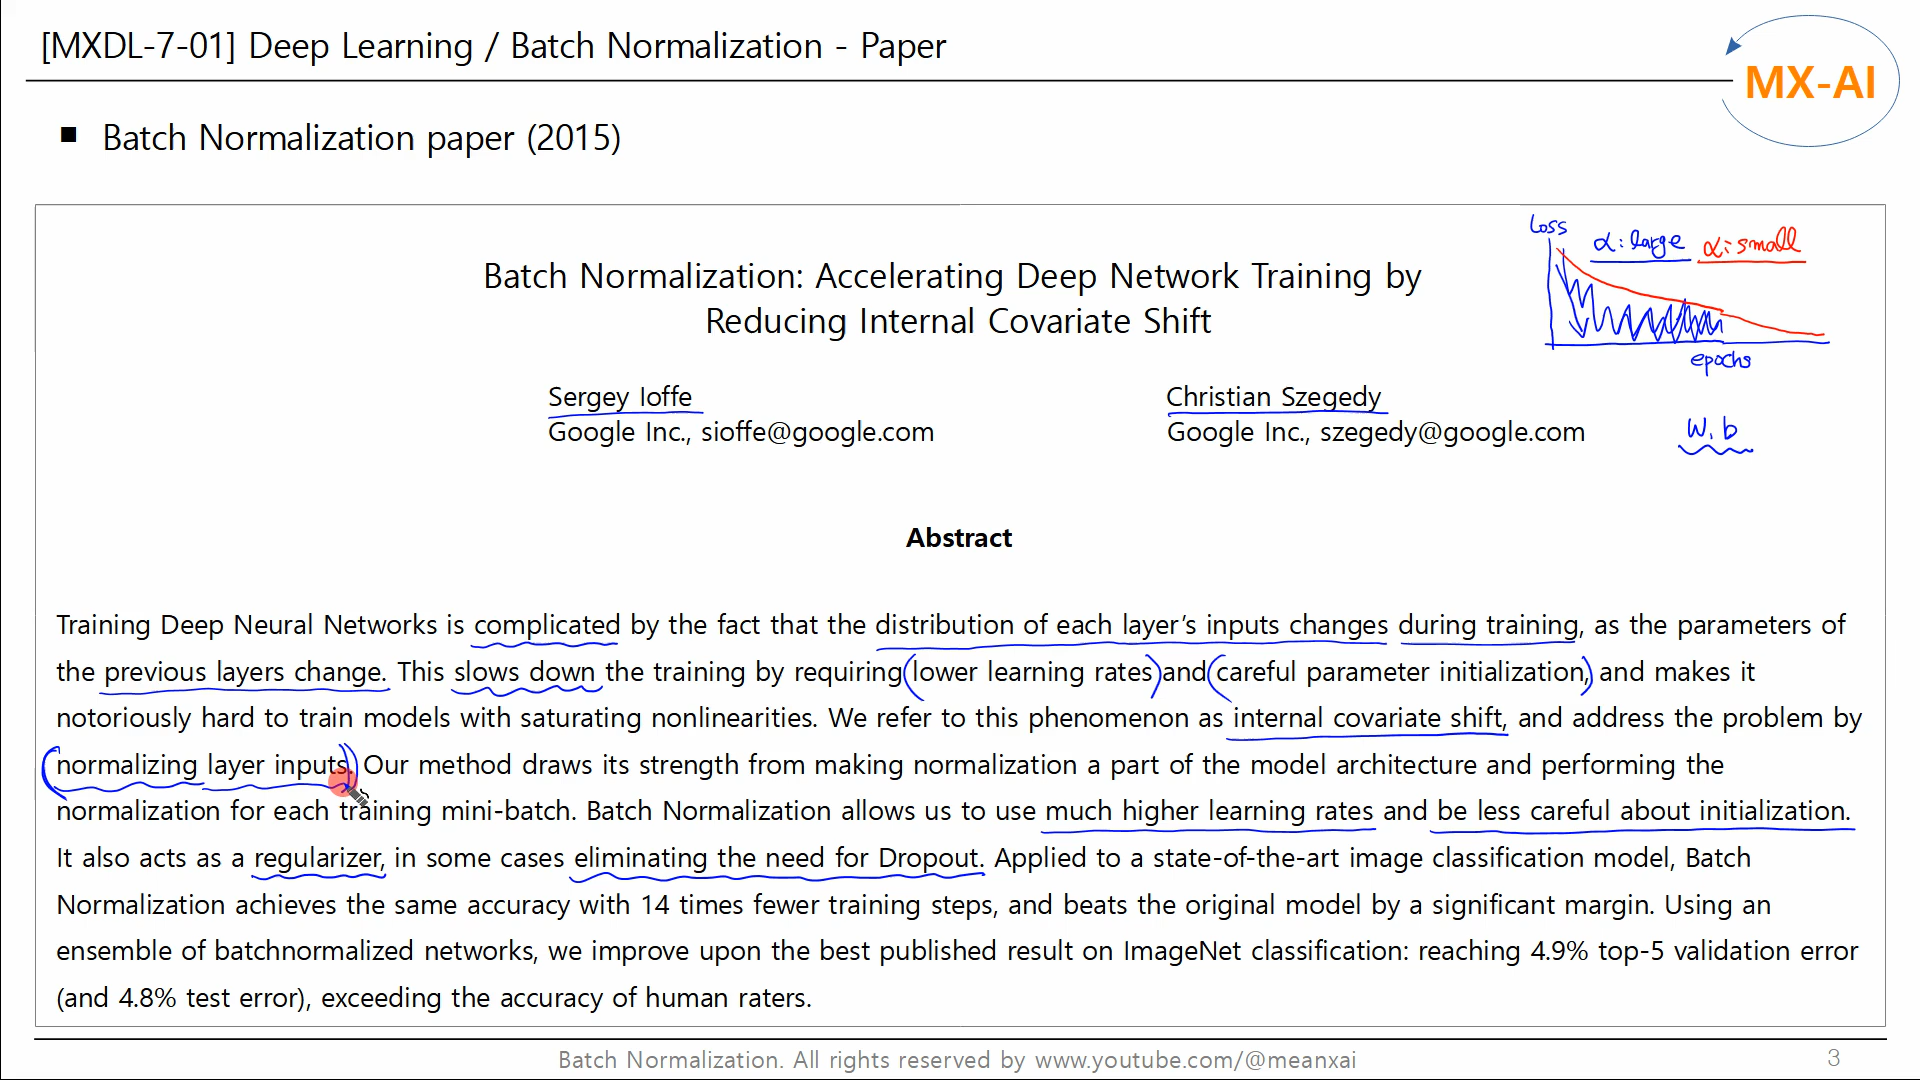 [MXDL-7-01] Deep Learning / Batch Normalization - Paper
MX-AI
Batch Normalization paper (2015)
Loss
α: large α: small
epochs
Batch Normalization: Accelerating Deep Network Training by
Reducing Internal Covariate Shift
Sergey Ioffe Christian Szegedy
Google Inc., sioffe@google.com Google Inc., szegedy@google.com
W. b
Abstract
Training Deep Neural Networks is complicated by the fact that the distribution of each layer's inputs changes during training, as the parameters of
the previous layers change. This slows down the training by requiring lower learning rates and careful parameter initialization, and makes it
notoriously hard to train models with saturating nonlinearities. We refer to this phenomenon as internal covariate shift, and address the problem by
normalizing layer inputs. Our method draws its strength from making normalization a part of the model architecture and performing the
normalization for each training mini-batch. Batch Normalization allows us to use much higher learning rates and be less careful about initialization.
It also acts as a regularizer, in some cases eliminating the need for Dropout. Applied to a state-of-the-art image classification model, Batch
Normalization achieves the same accuracy with 14 times fewer training steps, and beats the original model by a significant margin. Using an
ensemble of batchnormalized networks, we improve upon the best published result on ImageNet classification: reaching 4.9% top-5 validation error
(and 4.8% test error), exceeding the accuracy of human raters.
Batch Normalization. All rights reserved by www.youtube.com/@meanxai
3